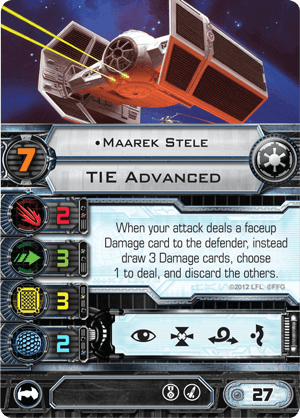 •Maarek Stele
7
TIE Advanced
2
3
3
2
When your attack deals a faceup
Damage card to the defender, instead
draw 3 Damage cards, choose
1 to deal, and discard the others.
©2012 LFL ©FFG
27